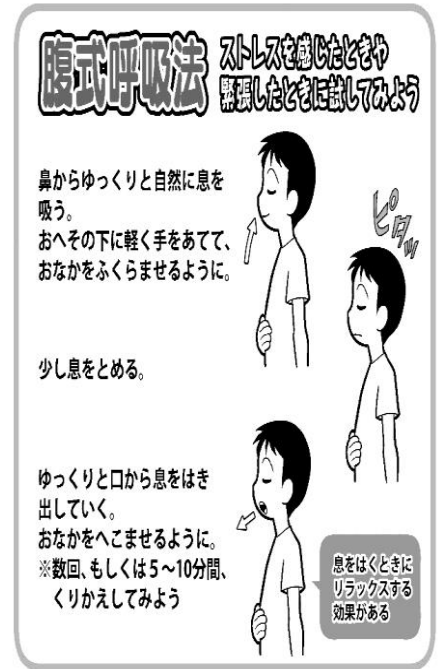 腹式呼吸法
ストレスを感じたときや
緊張したときに試してみよう
鼻からゆっくりと自然に息を
吸う。
おへその下に軽く手をあてて、
おなかをふくらませるように。
ピタッ
少し息をとめる。
ゆっくりと口から息をはき
出していく。
おなかをへこませるように。
※数回、もしくは５～10分間、
くりかえしてみよう
息をはくときに
リラックスする
効果がある